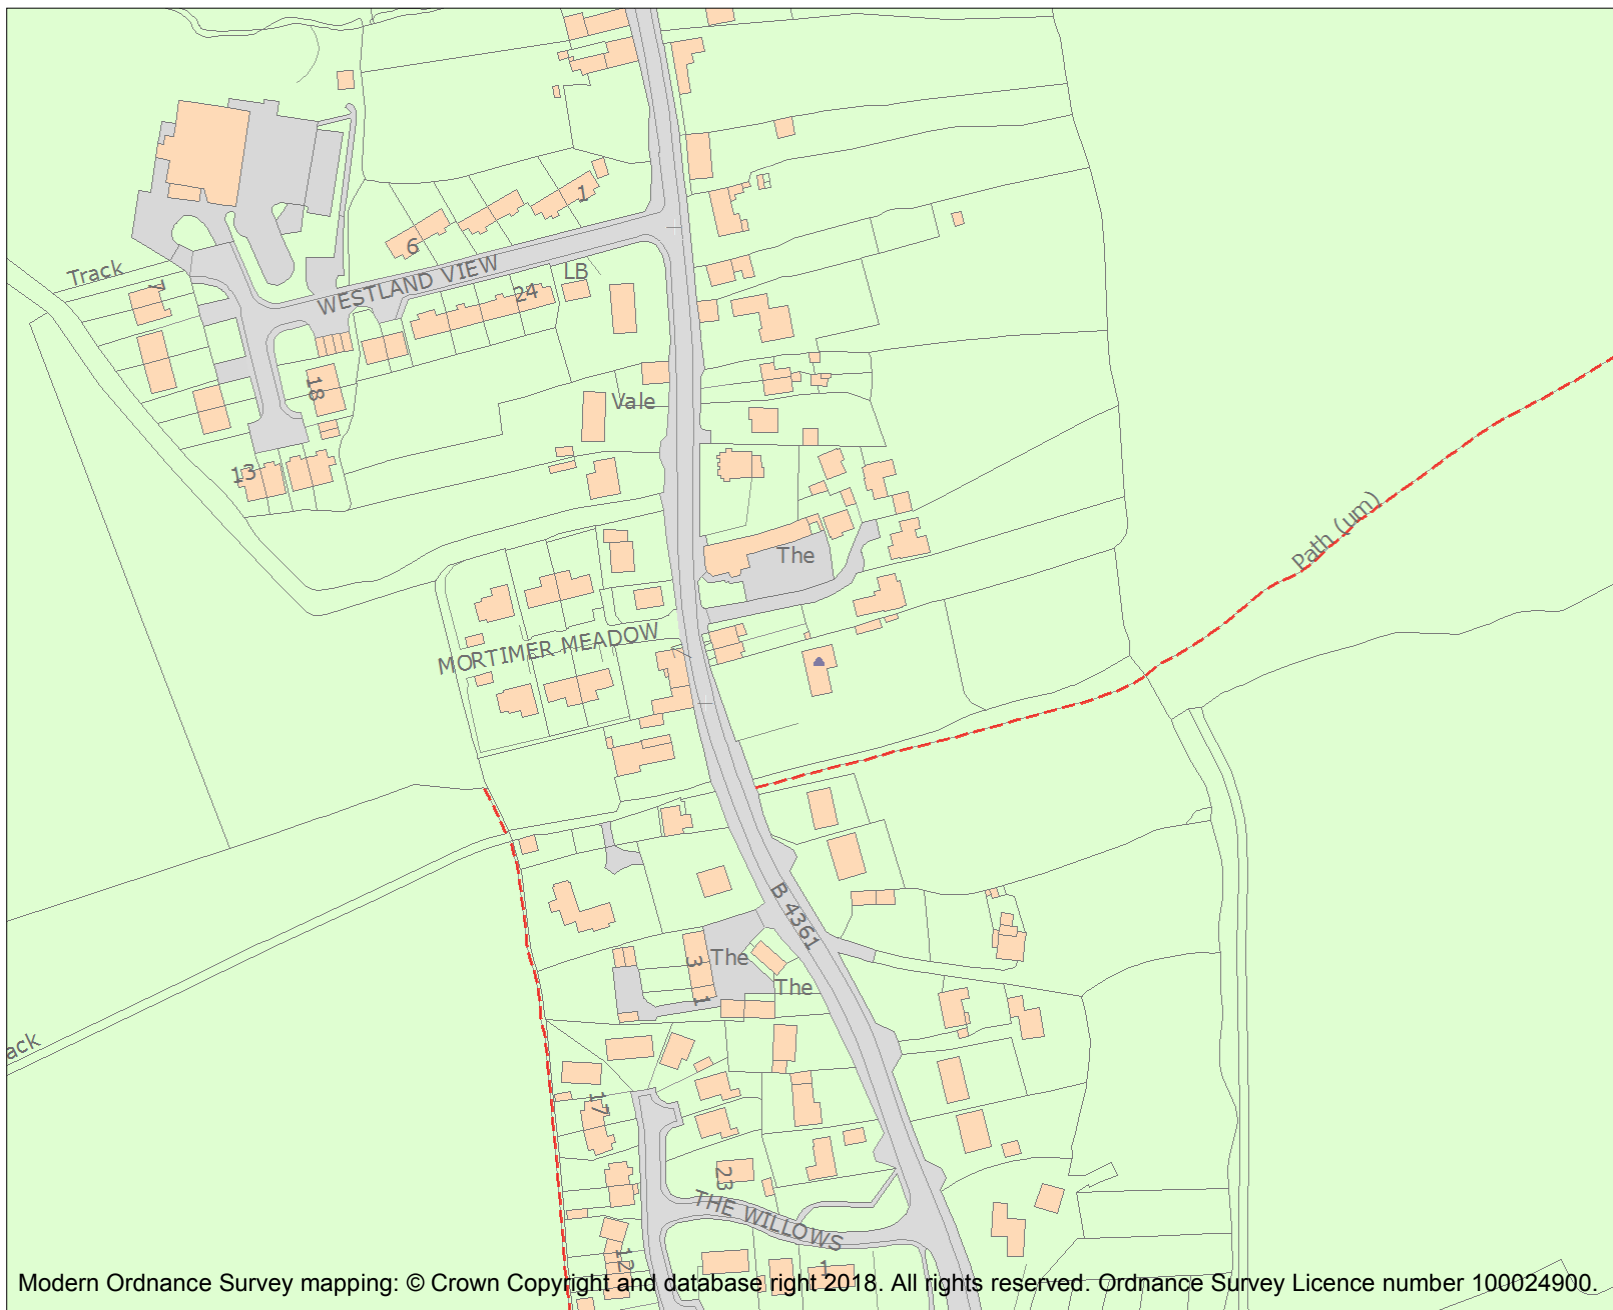 1
6
Track
WESTLAND VIEW
LB
24
7
18
Vale
13
Path (um)
The
MORTIMER MEADOW
B 4361
3
The
1
The
ack
17
23
THE WILLOWS
12
1
Modern Ordnance Survey mapping: © Crown Copyright and database right 2018. All rights reserved. Ordnance Survey Licence number 100024900.